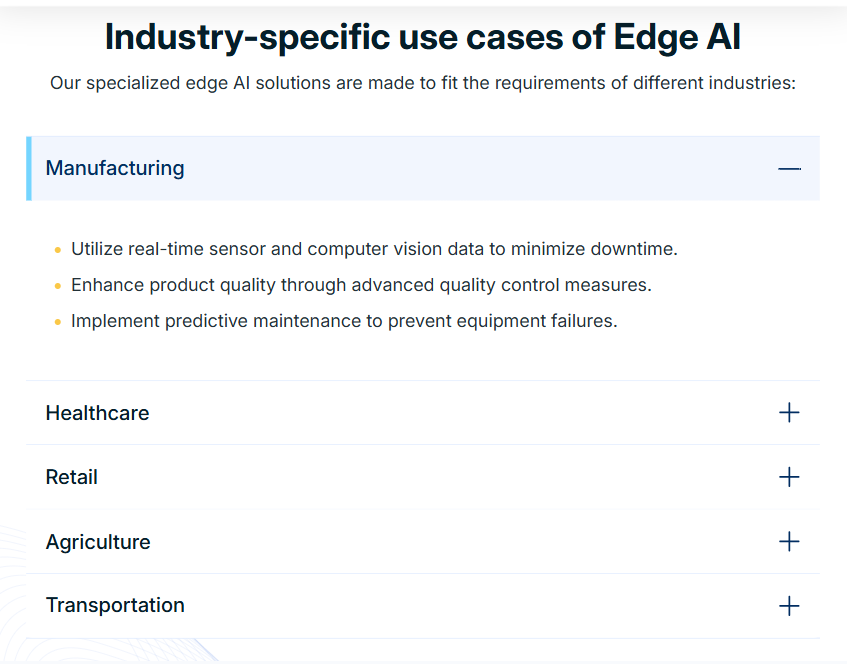 Industry-specific use cases of Edge AI
Our specialized edge AI solutions are made to fit the requirements of different industries:
Manufacturing
Utilize real-time sensor and computer vision data to minimize downtime.
Enhance product quality through advanced quality control measures.
Implement predictive maintenance to prevent equipment failures.
Healthcare
Retail
Agriculture
Transportation